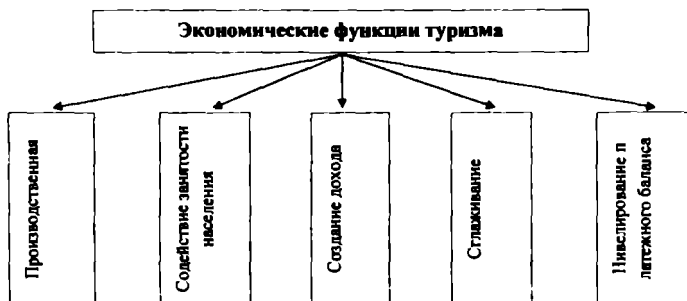 Экономические функции туризма
Производственная
Содействие занятости
населения
Создание дохода
Сглаживание
Нивелирование п
латежного баланса